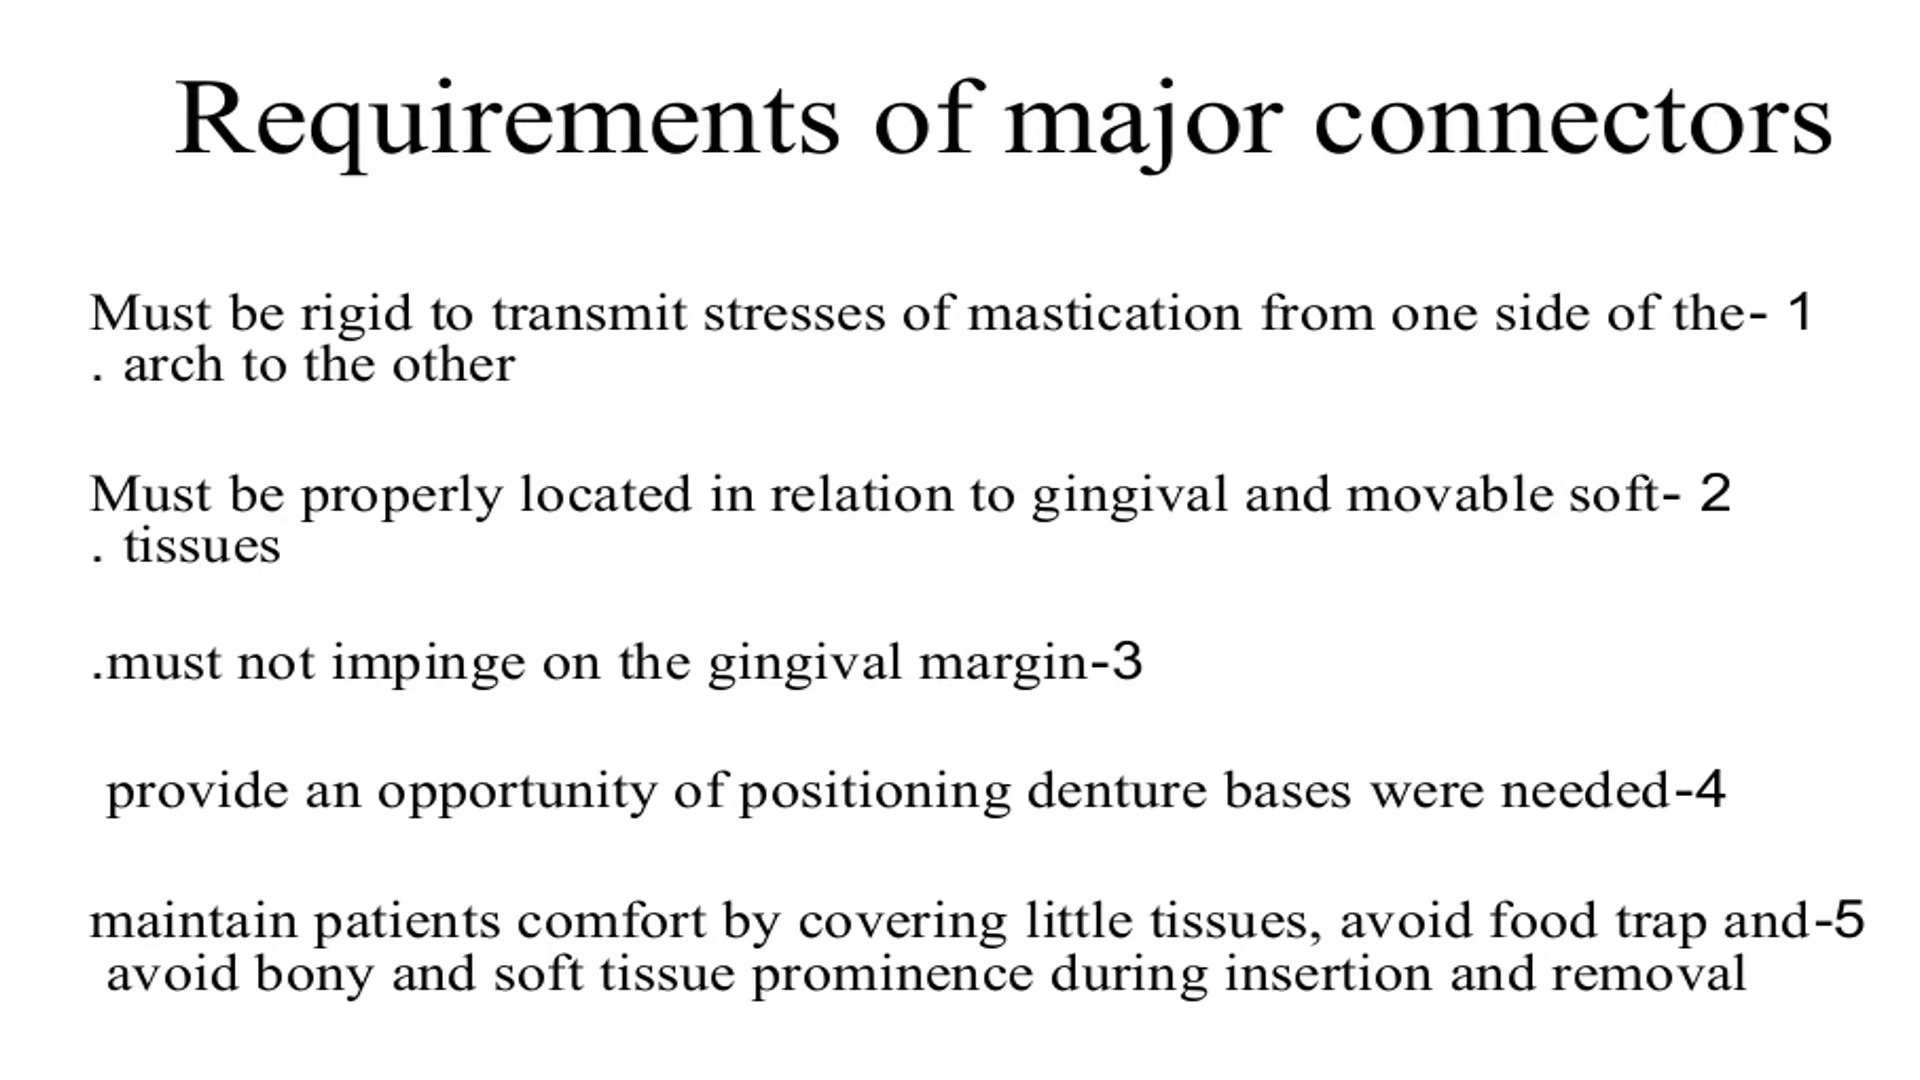 Requirements of major connectors
Must be rigid to transmit stresses of mastication from one side of the- 1
. arch to the other
Must be properly located in relation to gingival and movable soft- 2
. tissues
.must not impinge on the gingival margin-3
provide an opportunity of positioning denture bases were needed-4
maintain patients comfort by covering little tissues, avoid food trap and-5
avoid bony and soft tissue prominence during insertion and removal